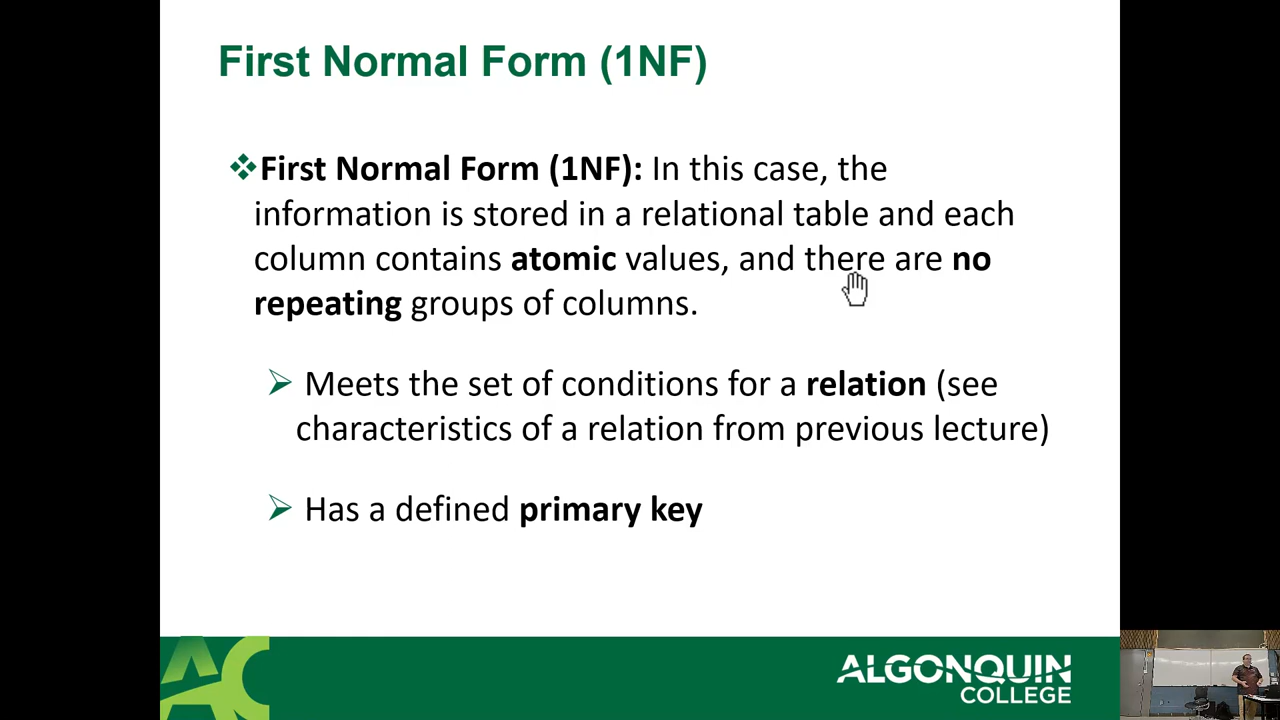 First Normal Form (1NF)
First Normal Form (1NF): In this case, the
information is stored in a relational table and each
column contains atomic values, and there are no
repeating groups of columns.
Meets the set of conditions for a relation (see
characteristics of a relation from previous lecture)
Has a defined primary key
AC
ALGONQUIN
COLLEGE